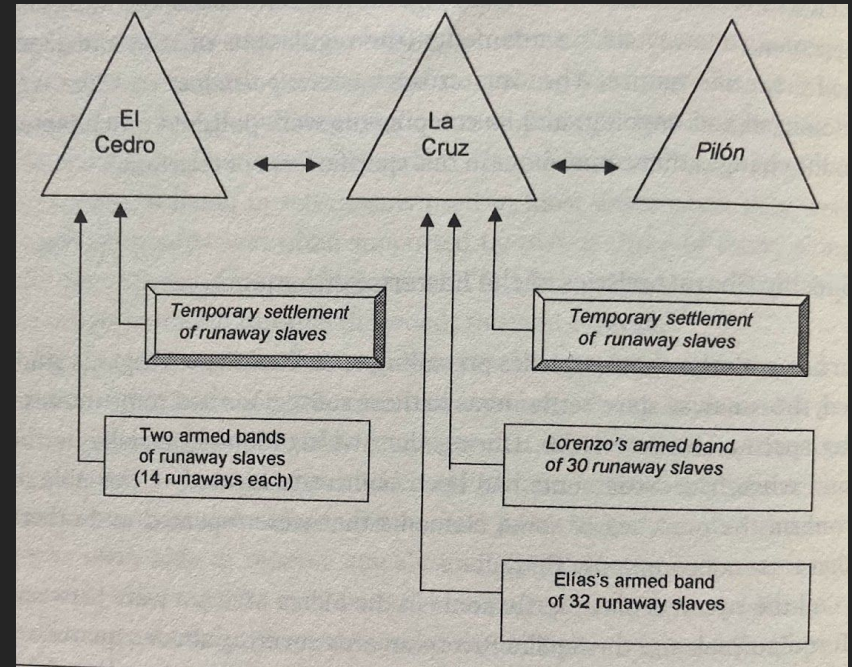 El
Cedro
La
Cruz
Pilón
Temporary settlement
of runaway slaves
Temporary settlement
of runaway slaves
Two armed bands
of runaway slaves
(14 runaways each)
Lorenzo's armed band
of 30 runaway slaves
Elías's armed band
of 32 runaway slaves